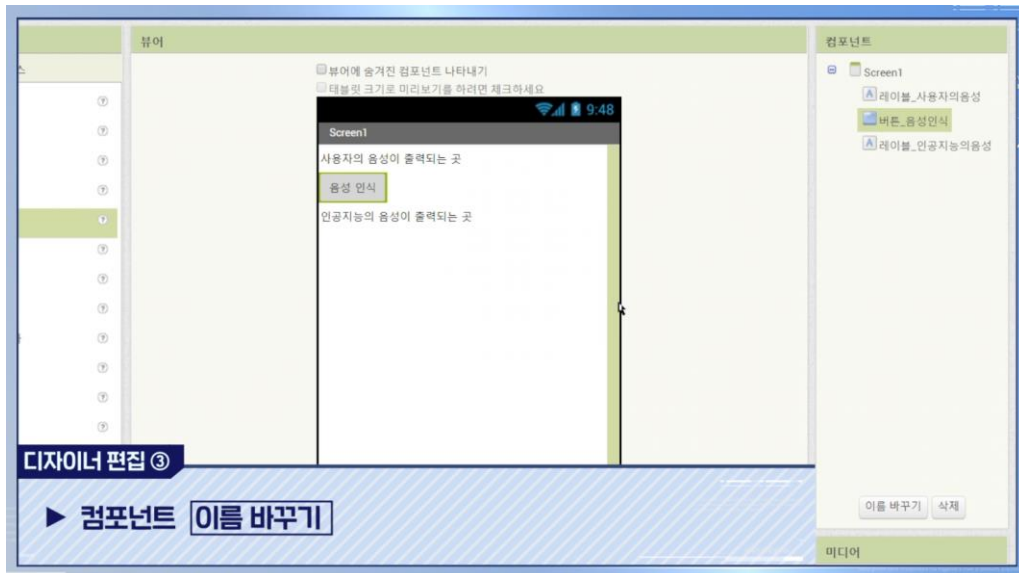 뷰어
컴포넌트
스
뷰어에 숨겨진 컴포넌트 나타내기
태블릿 크기로 미리보기를 하려면 체크하세요
9:48
Screen1
사용자의 음성이 출력되는 곳
음성 인식
인공지능의 음성이 출력되는 곳
Screen1
레이블_사용자의음성
버튼_음성인식
레이블_인공지능의음성
이름 바꾸기 삭제
미디어
디자이너 편집 ③
▶ 컴포넌트 이름 바꾸기